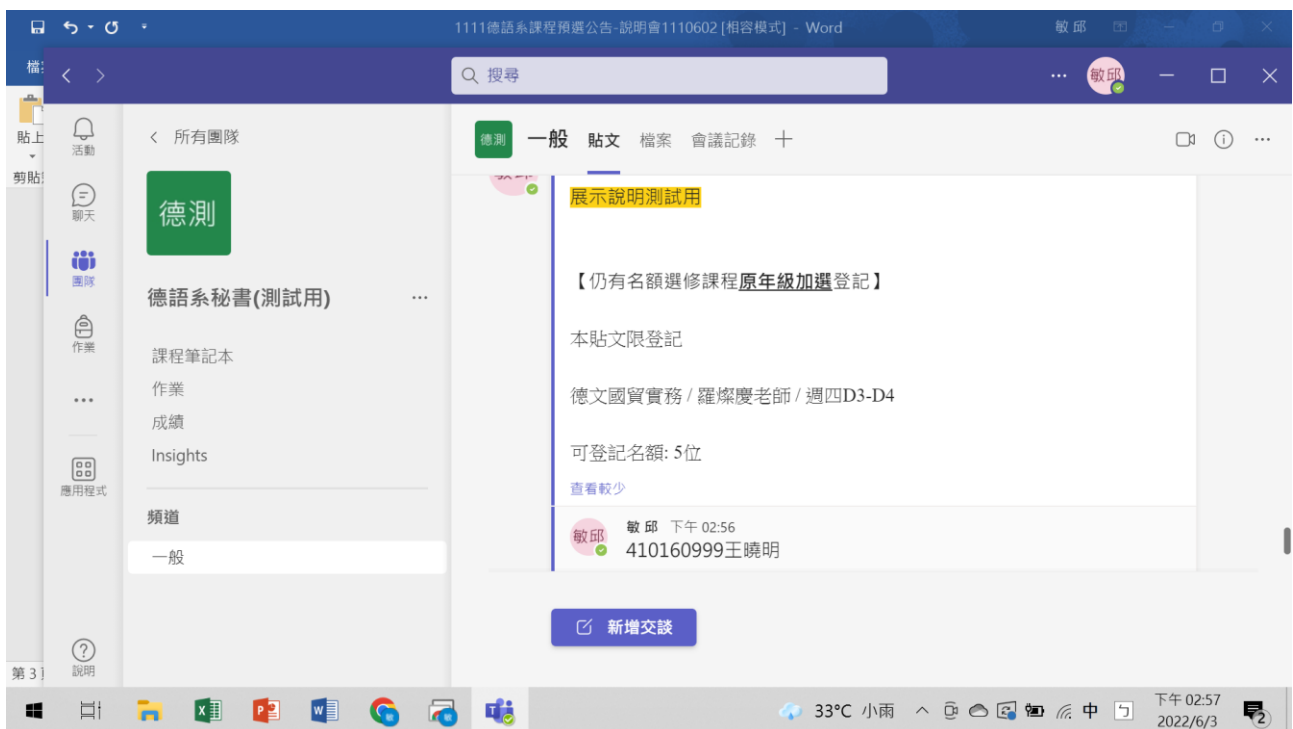 1111德語系課程預選公告-說明會1110602 [相容模式] - Word
敏 邱
搜尋
敏邱
貼上
剪貼
活動
聊天
團隊
作業
應用程式
說明
所有團隊
德測
德語系秘書(測試用)
課程筆記本
作業
成績
Insights
頻道
一般
德測 一般 貼文 檔案 會議記錄
展示說明測試用
【仍有名額選修課程原年級加選登記】
本貼文限登記
德文國貿實務 / 羅燦慶老師 / 週四D3-D4
可登記名額: 5位
查看較少
敏邱 敏 邱 下午 02:56
410160999王曉明
新增交談
第 3
33°C 小雨
中
ㄅ
下午 02:57
2022/6/3
2